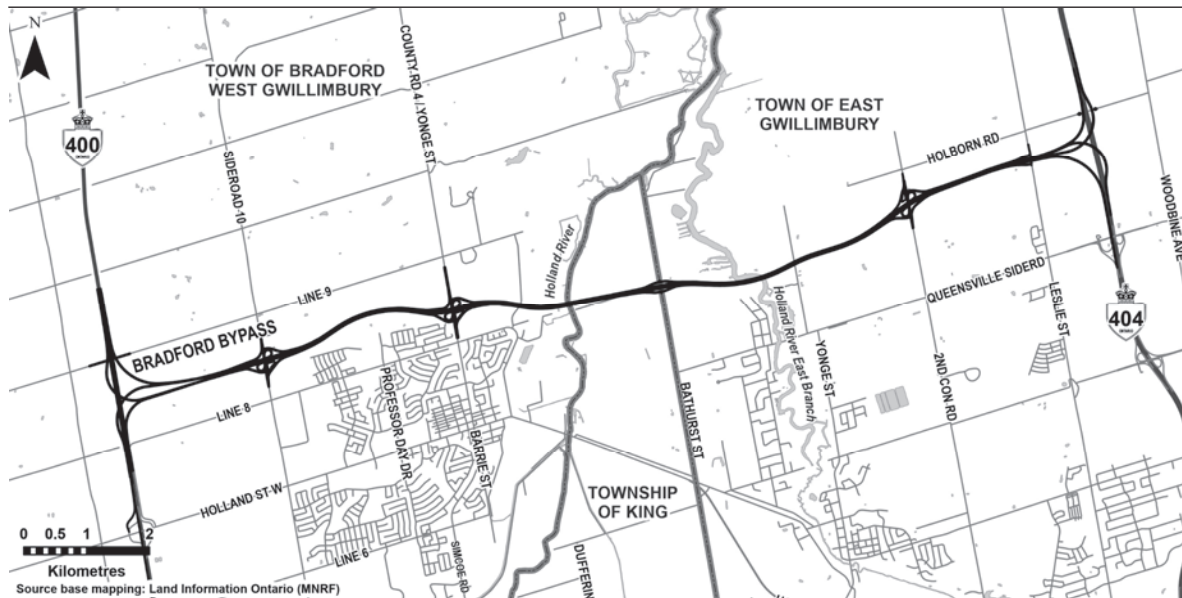 N
TOWN OF BRADFORD
WEST GWILLIMBURY
COUNTY RD 4 / YONGE ST
TOWN OF EAST
GWILLIMBURY
400
ONTARIO
SIDEROAD 10
HOLBORN RD
WOODBINE AVE
Holland River
LINE 9
QUEENSVILLE SIDERD
LESLIE ST
404
ONTARIO
BRADFORD BYPASS
Holland River East Branch
YONGE ST
2ND CON RD
LINE 8
PROFESSOR DAY DR
BARRIE ST
BATHURST ST
HOLLAND ST W
TOWNSHIP
OF KING
0 0.5 1 2
Kilometres
LINE 6
SIMCOE RD
DUFFERIN
Source base mapping: Land Information Ontario (MNRF)